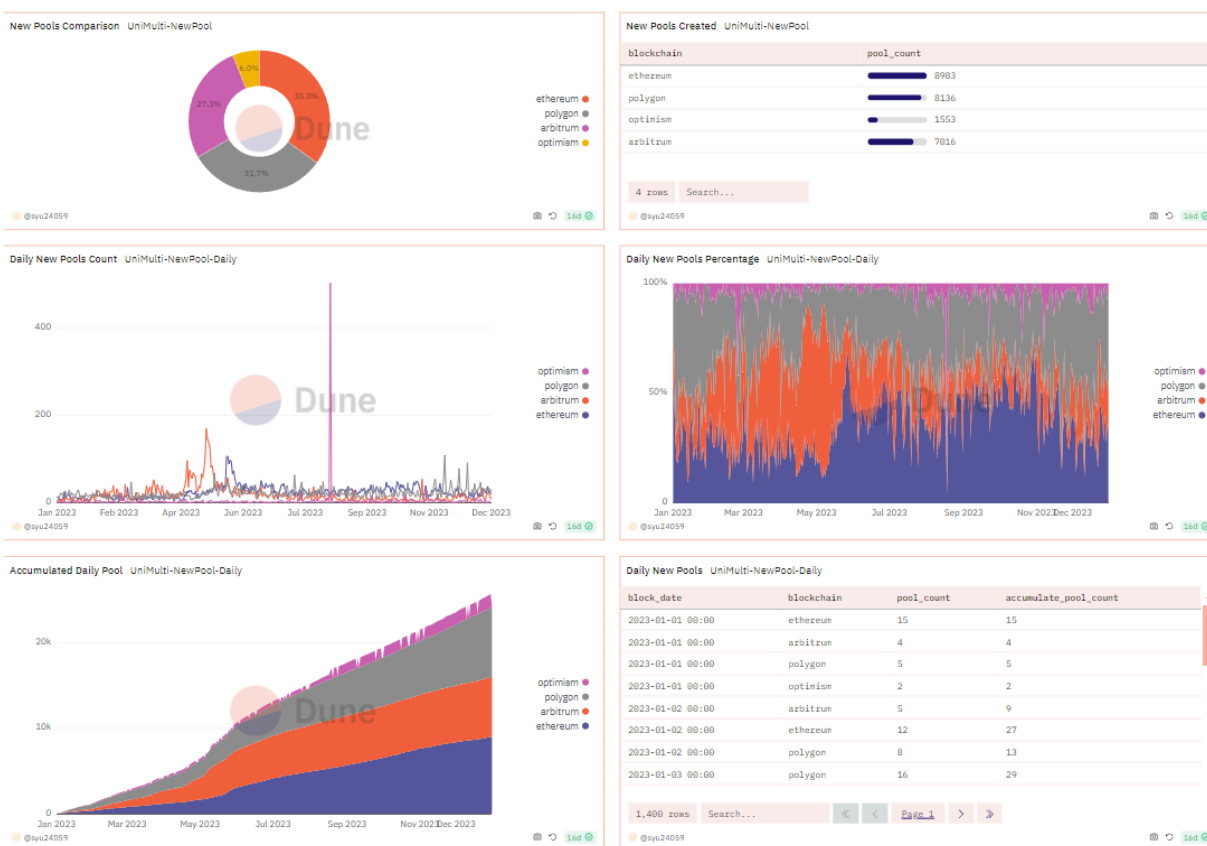 New Pools Comparison UniMulti-NewPool
6.0%
35.0%
27.3%
31.7%
Dune
ethereum
polygon
arbitrum
optimism
@syu24059
16d
New Pools Created UniMulti-NewPool
blockchain pool_count
ethereum 8983
polygon 8136
optimism 1553
arbitrum 7016
4 rows Search...
@syu24059
16d
Daily New Pools Count UniMulti-NewPool-Daily
400
200
0
Dune
optimism
polygon
arbitrum
ethereum
Jan 2023 Feb 2023 Apr 2023 Jun 2023 Jul 2023 Sep 2023 Nov 2023 Dec 2023
@syu24059
16d
Daily New Pools Percentage UniMulti-NewPool-Daily
100%
50%
0
Dune
optimism
polygon
arbitrum
ethereum
Jan 2023 Mar 2023 May 2023 Jul 2023 Sep 2023 Nov 2023 Dec 2023
@syu24059
16d
Accumulated Daily Pool UniMulti-NewPool-Daily
20k
10k
0
Dune
optimism
polygon
arbitrum
ethereum
Jan 2023 Mar 2023 May 2023 Jul 2023 Sep 2023 Nov 2023 Dec 2023
@syu24059
16d
Daily New Pools UniMulti-NewPool-Daily
block_date blockchain pool_count accumulate_pool_count
2023-01-01 00:00 ethereum 15 15
2023-01-01 00:00 arbitrum 4 4
2023-01-01 00:00 polygon 5 5
2023-01-01 00:00 optimism 2 2
2023-01-02 00:00 arbitrum 5 9
2023-01-02 00:00 ethereum 12 27
2023-01-02 00:00 polygon 8 13
2023-01-03 00:00 polygon 16 29
1,400 rows Search... Page 1
@syu24059
16d